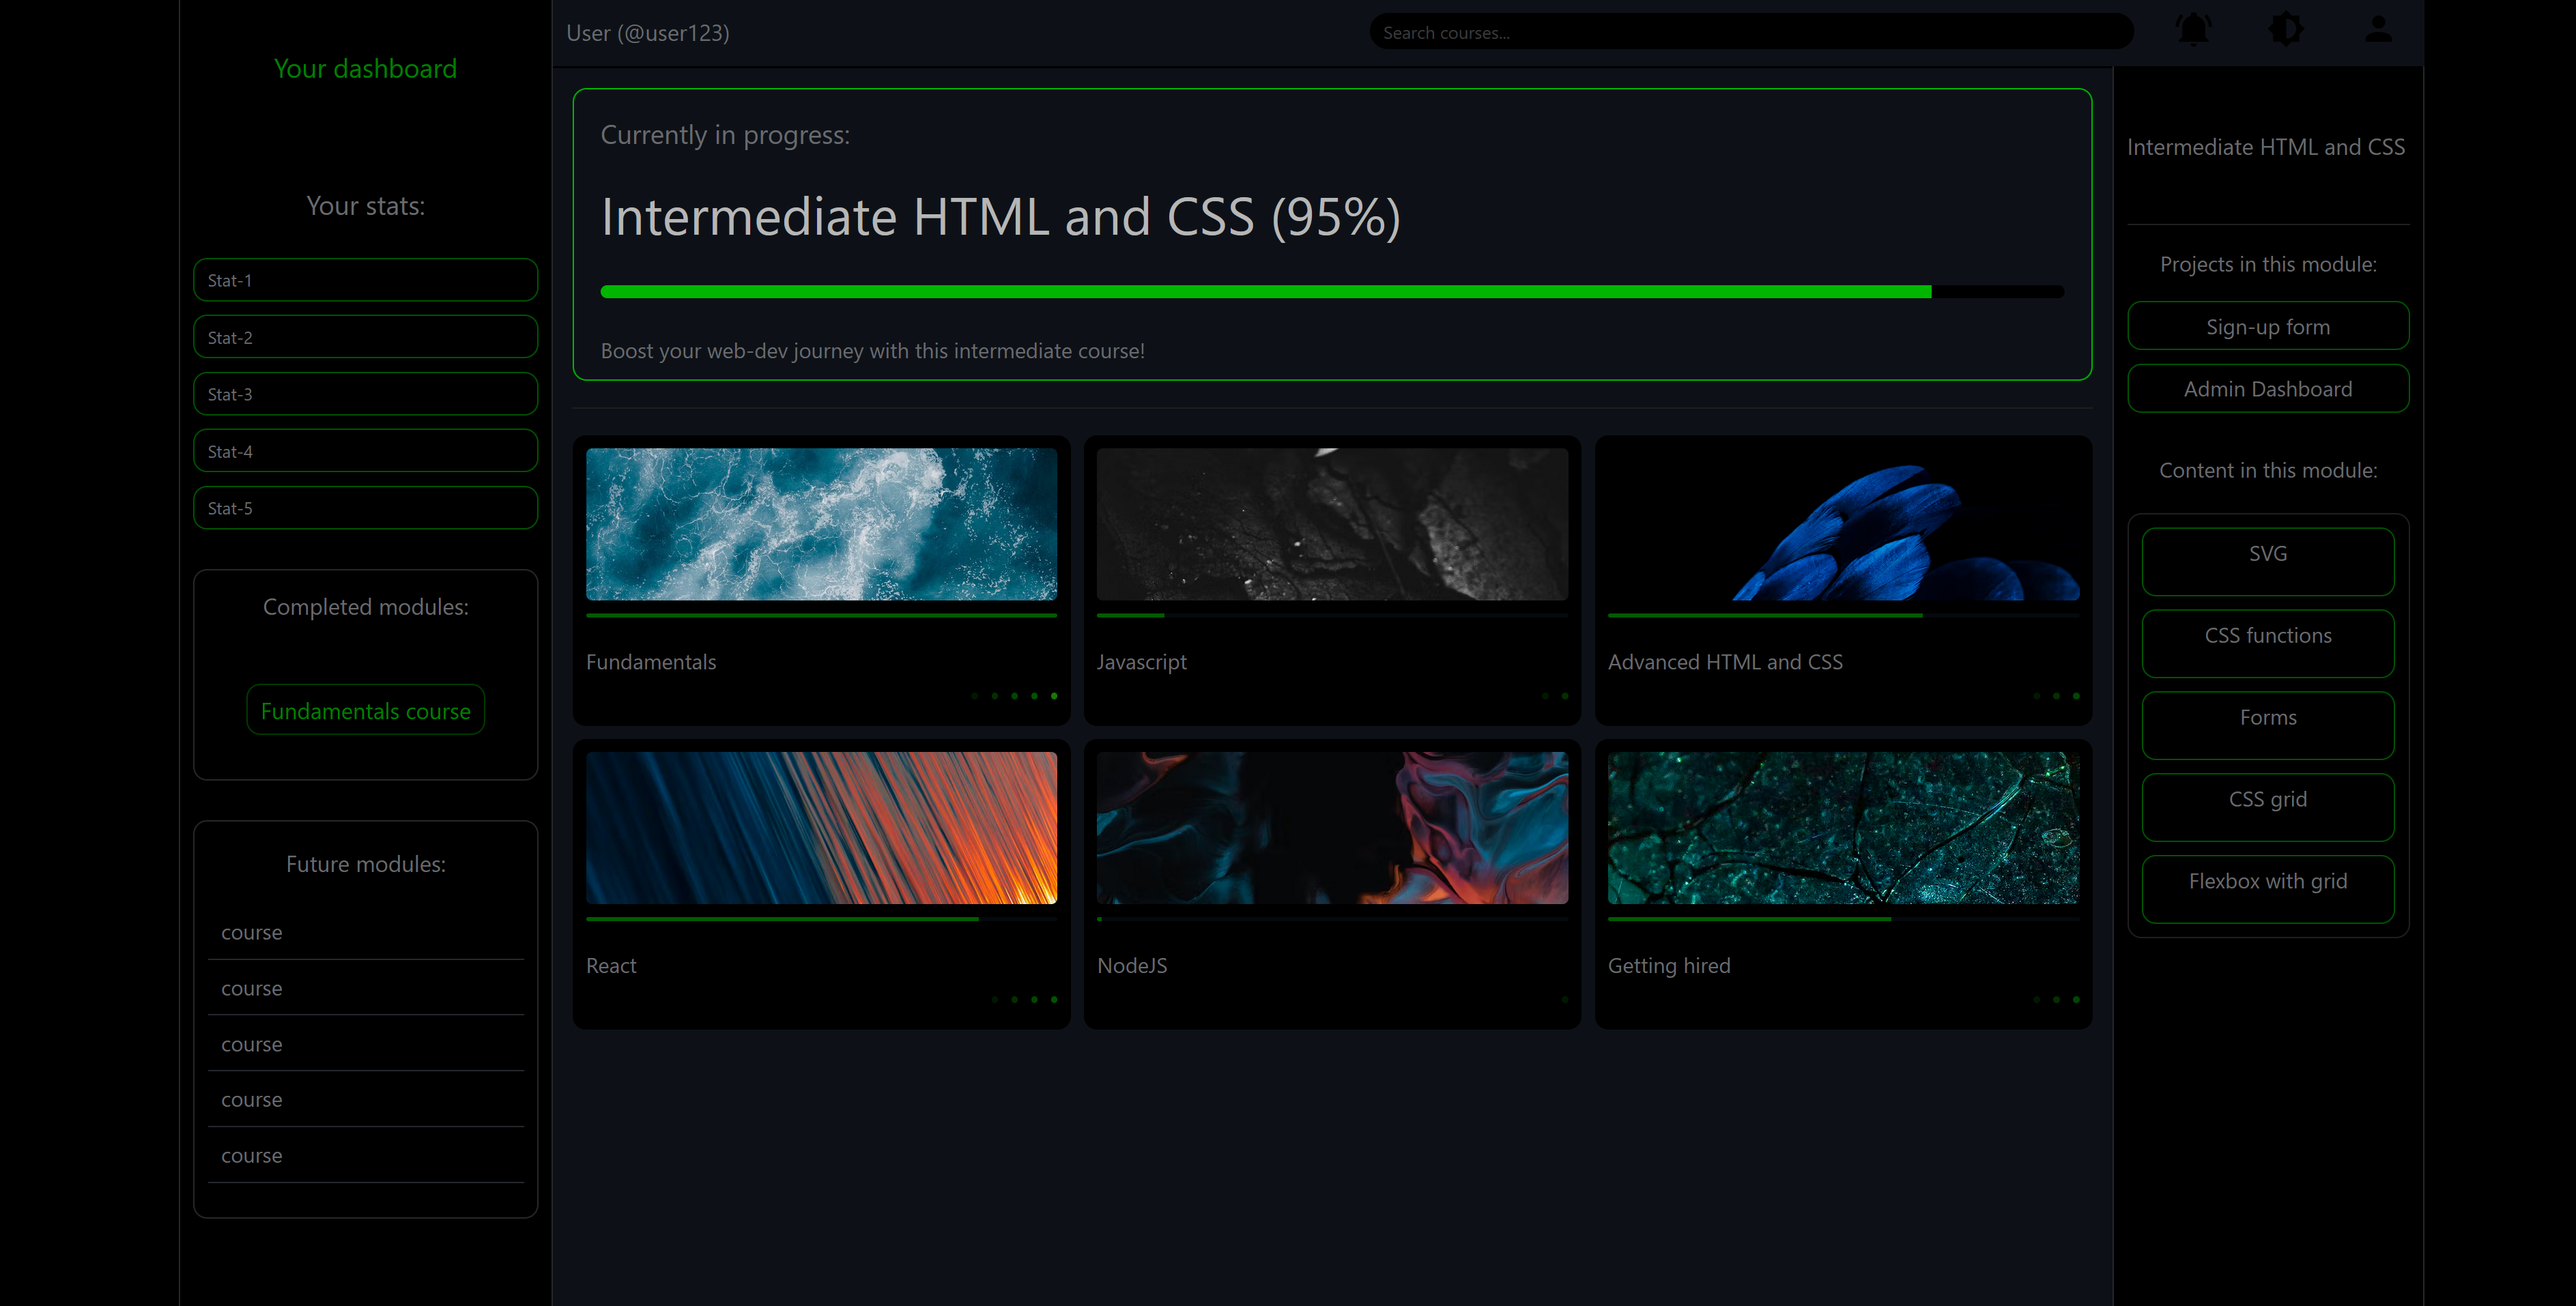 Your dashboard
Your stats:
Stat-1
Stat-2
Stat-3
Stat-4
Stat-5
Completed modules:
Fundamentals course
Future modules:
course
course
course
course
course
User (@user123)
Search courses...
Currently in progress:
Intermediate HTML and CSS (95%)
Boost your web-dev journey with this intermediate course!
Fundamentals
Javascript
Advanced HTML and CSS
React
NodeJS
Getting hired
Intermediate HTML and CSS
Projects in this module:
Sign-up form
Admin Dashboard
Content in this module:
SVG
CSS functions
Forms
CSS grid
Flexbox with grid